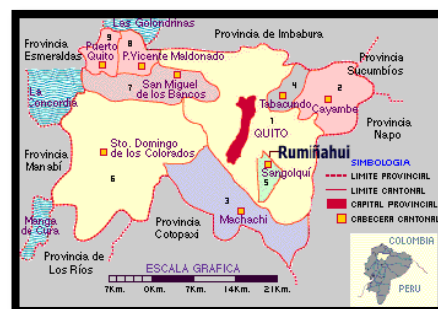 Las Golondrinas
Provincia
Esmeraldas
9
Puerto
Quito
8
P.Vicente Maldonado
Provincia de Imbabura
Provincia
Sucumbíos
La
Concordia
7
San Miguel
de los Bancos
4
Tabacundo
2
Cayambe
1
QUITO
Provincia
Napo
Rumiñahui
Sangolquí
5
Sto. Domingo
de los Colorados
6
Provincia
Manabí
3
Machachi
Manga
de Cura
Provincia
Cotopaxi
Provincia de
Los Ríos
SIMBOLOGIA
LIMITE PROVINCIAL
LIMITE CANTONAL
CAPITAL PROVINCIAL
CABECERA CANTONAL
ESCALA GRAFICA
7Km. 0Km. 7Km. 14Km. 21Km.
COLOMBIA
PERU